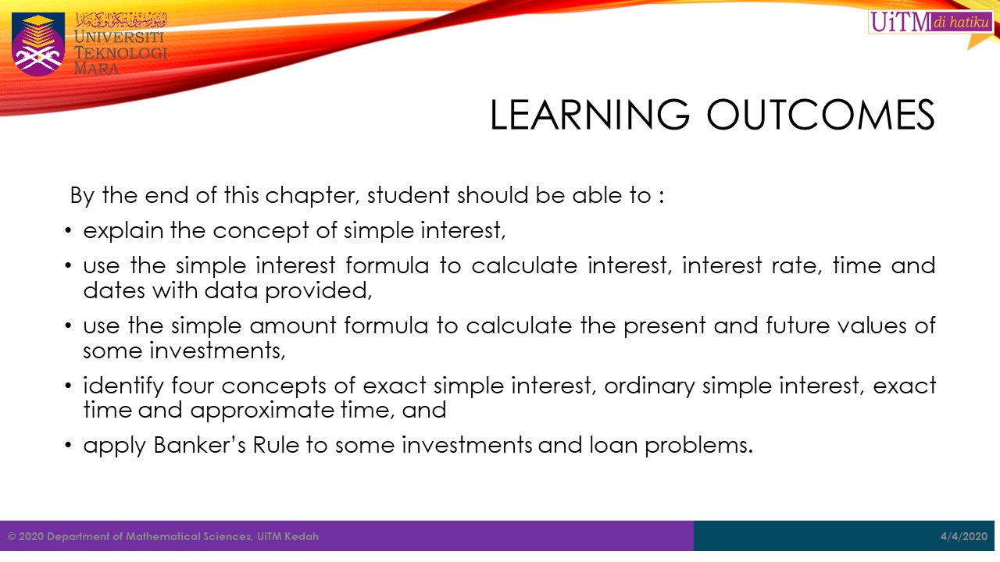 اونيۏرسيتي تيكنولوݢي مارا
UNIVERSITI
TEKNOLOGI
MARA
UiTM di hatiku
LEARNING OUTCOMES
By the end of this chapter, student should be able to :
• explain the concept of simple interest,
• use the simple interest formula to calculate interest, interest rate, time and
dates with data provided,
• use the simple amount formula to calculate the present and future values of
some investments,
• identify four concepts of exact simple interest, ordinary simple interest, exact
time and approximate time, and
• apply Banker’s Rule to some investments and loan problems.
© 2020 Department of Mathematical Sciences, UiTM Kedah
4/4/2020